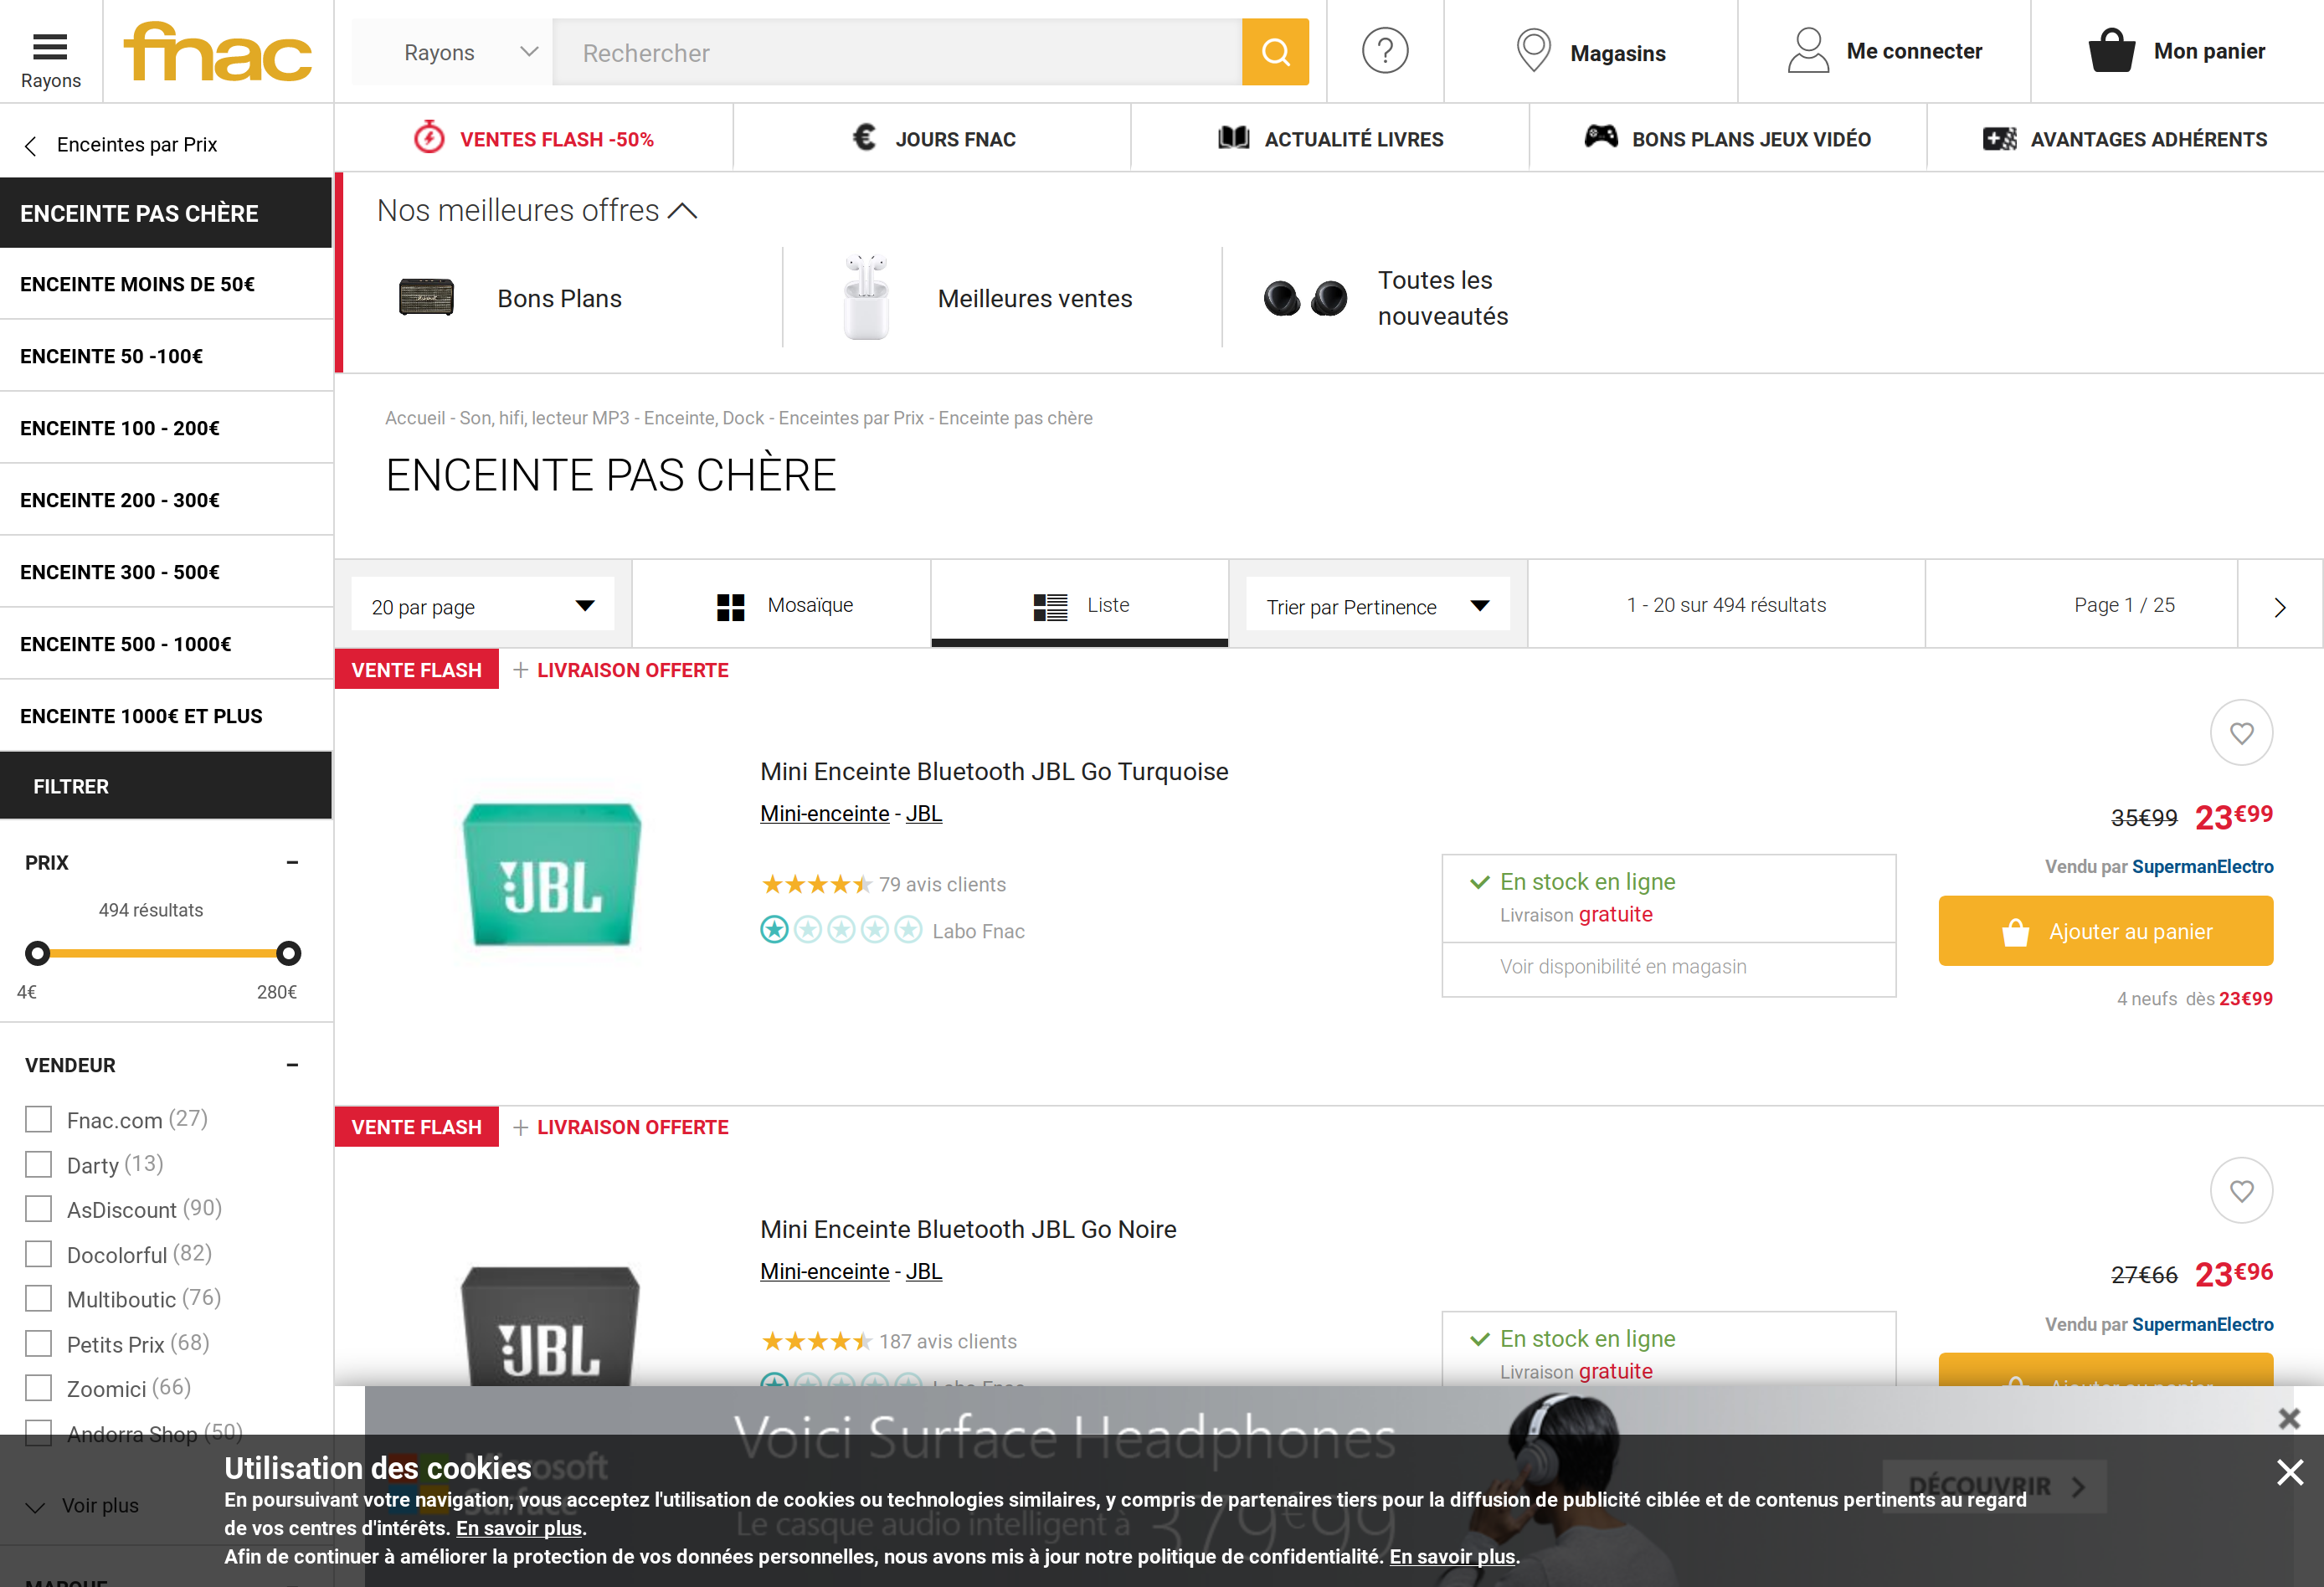 Rayons
fnac
Rayons
Rechercher
?
Magasins
Me connecter
Mon panier
VENTES FLASH -50%
JOURS FNAC
ACTUALITÉ LIVRES
BONS PLANS JEUX VIDÉO
AVANTAGES ADHÉRENTS
Enceintes par Prix
ENCEINTE PAS CHÈRE
ENCEINTE MOINS DE 50€
ENCEINTE 50 -100€
ENCEINTE 100 - 200€
ENCEINTE 200 - 300€
ENCEINTE 300 - 500€
ENCEINTE 500 - 1000€
ENCEINTE 1000€ ET PLUS
FILTRER
PRIX
494 résultats
4€
280€
VENDEUR
Fnac.com (27)
Darty (13)
AsDiscount (90)
Docolorful (82)
Multiboutic (76)
Petits Prix (68)
Zoomici (66)
Andorra Shop (50)
Voir plus
MARQUE
Nos meilleures offres
Bons Plans
Meilleures ventes
Toutes les
nouveautés
Accueil - Son, hifi, lecteur MP3 - Enceinte, Dock - Enceintes par Prix - Enceinte pas chère
ENCEINTE PAS CHÈRE
20 par page
Mosaïque
Liste
Trier par Pertinence
1 - 20 sur 494 résultats
Page 1 / 25
VENTE FLASH
+ LIVRAISON OFFERTE
JBL
Mini Enceinte Bluetooth JBL Go Turquoise
Mini-enceinte - JBL
79 avis clients
Labo Fnac
En stock en ligne
Livraison gratuite
Voir disponibilité en magasin
35€99 23€99
Vendu par SupermanElectro
Ajouter au panier
4 neufs dès 23€99
VENTE FLASH
+ LIVRAISON OFFERTE
JBL
Mini Enceinte Bluetooth JBL Go Noire
Mini-enceinte - JBL
187 avis clients
Labo Fnac
En stock en ligne
Livraison gratuite
27€66 23€96
Vendu par SupermanElectro
Ajouter au panier
Microsoft
Surface
Voici Surface Headphones
Le casque audio intelligent à 379€99
DÉCOUVRIR
Utilisation des cookies
En poursuivant votre navigation, vous acceptez l'utilisation de cookies ou technologies similaires, y compris de partenaires tiers pour la diffusion de publicité ciblée et de contenus pertinents au regard
de vos centres d'intérêts. En savoir plus.
Afin de continuer à améliorer la protection de vos données personnelles, nous avons mis à jour notre politique de confidentialité. En savoir plus.